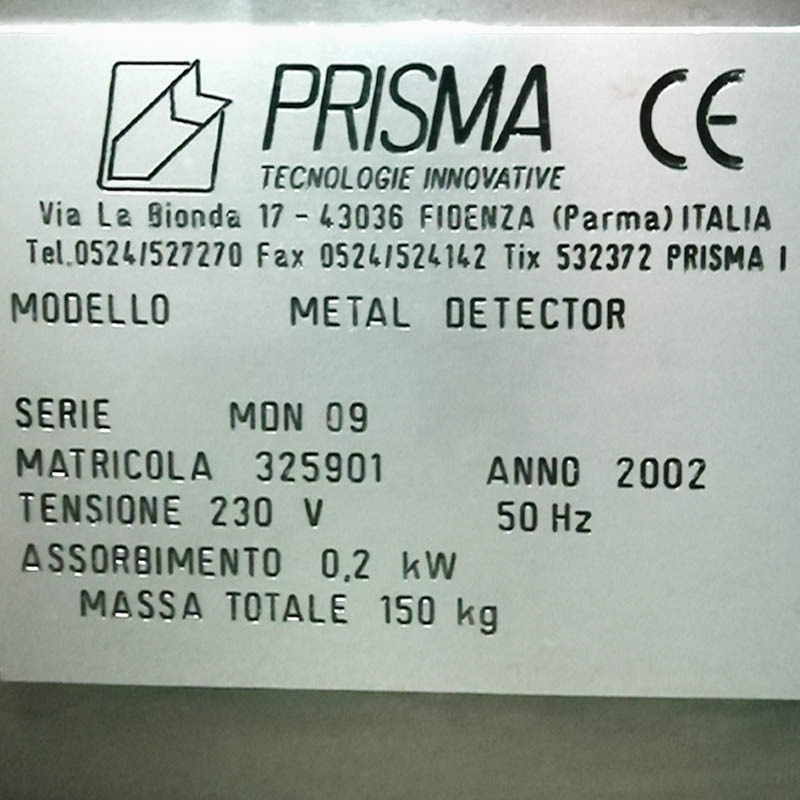 PRISMA CE
TECNOLOGIE INNOVATIVE
Via La Bionda 17 - 43036 FIDENZA (Parma) ITALIA
Tel.0524/527270 Fax 0524/524142 Tlx 532372 PRISMA I
MODELLO METAL DETECTOR
SERIE MDN 09
MATRICOLA 325901 ANNO 2002
TENSIONE 230 V 50 Hz
ASSORBIMENTO 0,2 kW
MASSA TOTALE 150 kg